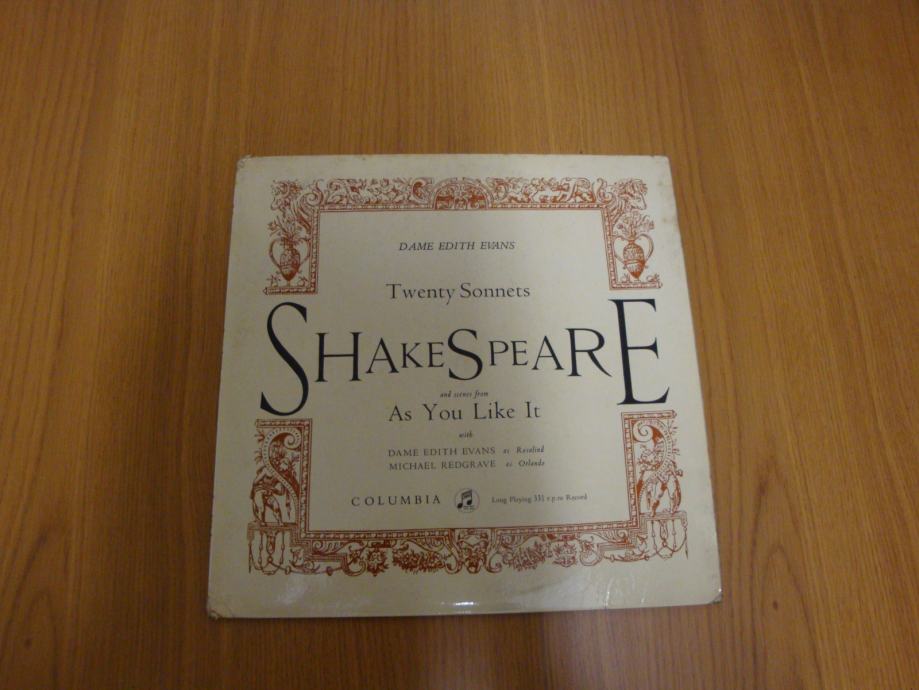 DAME EDITH EVANS
Twenty Sonnets
SHAKESPEARE
and scenes from
As You Like It
with
DAME EDITH EVANS as Rosalind
MICHAEL REDGRAVE as Orlando
COLUMBIA Long Playing 33⅓ r.p.m Record